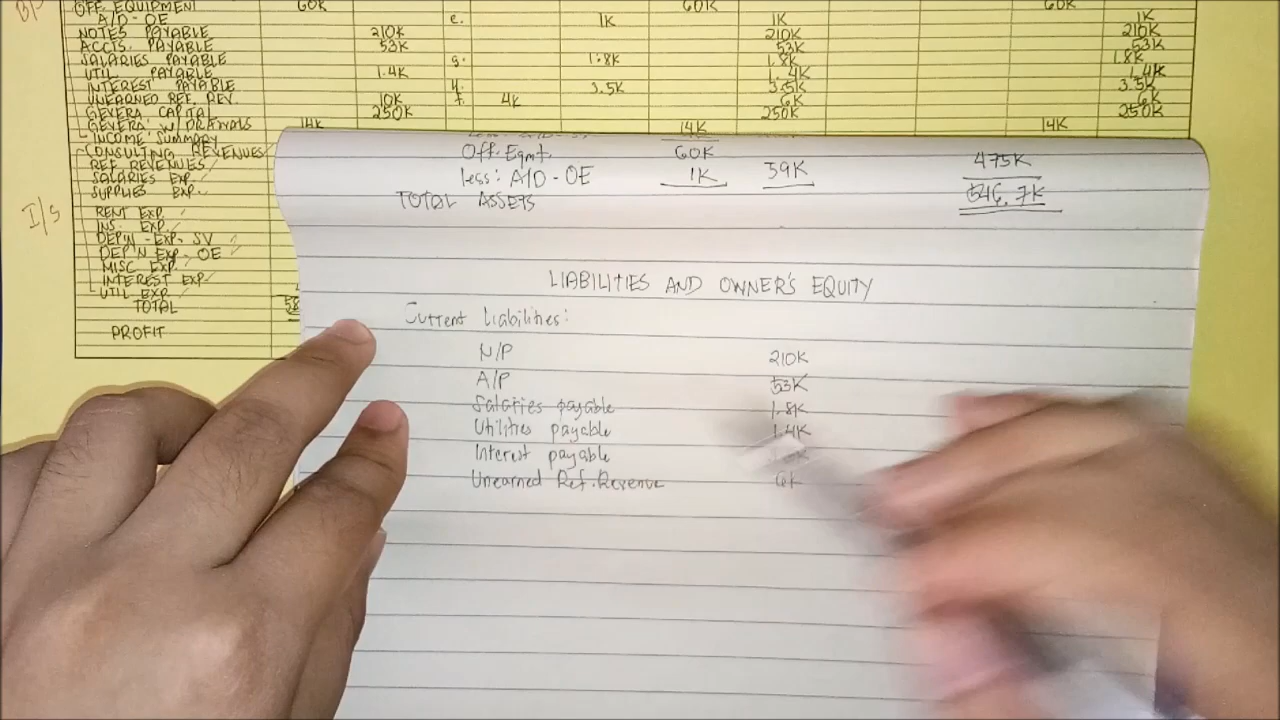 B/S
OFF. EQUIPMENT 60K 60K 60K
A/D - OE e. 1K 1K 1K
NOTES PAYABLE 210K 210K 210K
ACCTS. PAYABLE 53K 53K 53K
SALARIES PAYABLE g. 1.8K 1.8K 1.8K
UTIL. PAYABLE 1.4K 1.4K 1.4K
INTEREST PAYABLE 3.5K 3.5K 3.5K
UNEARNED REF. REV. 10K f. 4K 6K 6K
GEVERA CAPITAL 250K 250K 250K
GEVERA W/DRAWALS 14K 14K 14K
INCOME SUMMARY
CONSULTING REVENUES
REF. REVENUES
SALARIES EXP.
SUPPLIES EXP.
I/S
RENT EXP.
INS. EXP.
DEP'N - EXP. SV
DEP'N EXP. OE
MISC EXP.
INTEREST EXP.
UTIL EXP.
TOTAL
PROFIT
Off. Eqmt. 60K
less: A/D - OE 1K 59K 475K
TOTAL ASSETS 546.7K
LIABILITIES AND OWNER'S EQUITY
Current Liabilities:
N/P 210K
A/P 53K
Salaries payable 1.8K
Utilities payable 1.4K
Interest payable
Unearned Ref. Revenue 6K